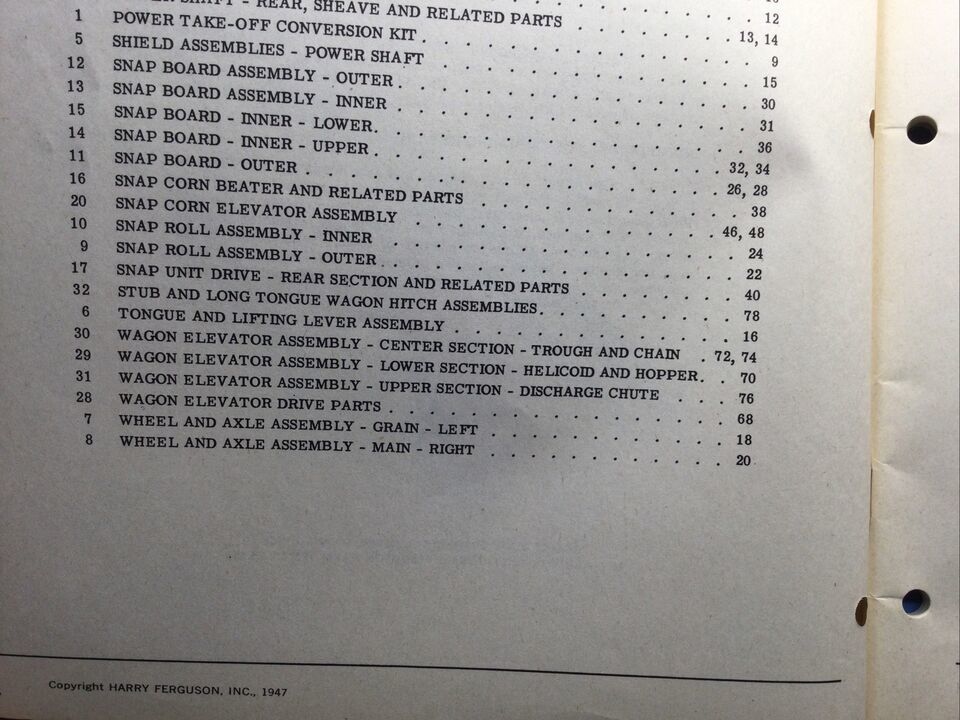 12
SHAFT - REAR, SHEAVE AND RELATED PARTS . . . . . . . . 13, 14
1 POWER TAKE-OFF CONVERSION KIT . . . . . . . . . . . . . . 9
5 SHIELD ASSEMBLIES - POWER SHAFT . . . . . . . . . . . . . 15
12 SNAP BOARD ASSEMBLY - OUTER . . . . . . . . . . . . . . . 30
13 SNAP BOARD ASSEMBLY - INNER . . . . . . . . . . . . . . . 31
15 SNAP BOARD - INNER - LOWER . . . . . . . . . . . . . . . . 36
14 SNAP BOARD - INNER - UPPER . . . . . . . . . . . . . . . 32, 34
11 SNAP BOARD - OUTER . . . . . . . . . . . . . . . . . . . 26, 28
16 SNAP CORN BEATER AND RELATED PARTS . . . . . . . . . . . 38
20 SNAP CORN ELEVATOR ASSEMBLY . . . . . . . . . . . . . . 46, 48
10 SNAP ROLL ASSEMBLY - INNER . . . . . . . . . . . . . . . 24
9 SNAP ROLL ASSEMBLY - OUTER . . . . . . . . . . . . . . . 22
17 SNAP UNIT DRIVE - REAR SECTION AND RELATED PARTS . . . . . . . 40
32 STUB AND LONG TONGUE WAGON HITCH ASSEMBLIES . . . . . . . . 78
6 TONGUE AND LIFTING LEVER ASSEMBLY . . . . . . . . . . . . 16
30 WAGON ELEVATOR ASSEMBLY - CENTER SECTION - TROUGH AND CHAIN . 72, 74
29 WAGON ELEVATOR ASSEMBLY - LOWER SECTION - HELICOID AND HOPPER . . 70
31 WAGON ELEVATOR ASSEMBLY - UPPER SECTION - DISCHARGE CHUTE . . . 76
28 WAGON ELEVATOR DRIVE PARTS . . . . . . . . . . . . . . . 68
7 WHEEL AND AXLE ASSEMBLY - GRAIN - LEFT . . . . . . . . . . . 18
8 WHEEL AND AXLE ASSEMBLY - MAIN - RIGHT . . . . . . . . . . . 20
Copyright HARRY FERGUSON, INC., 1947